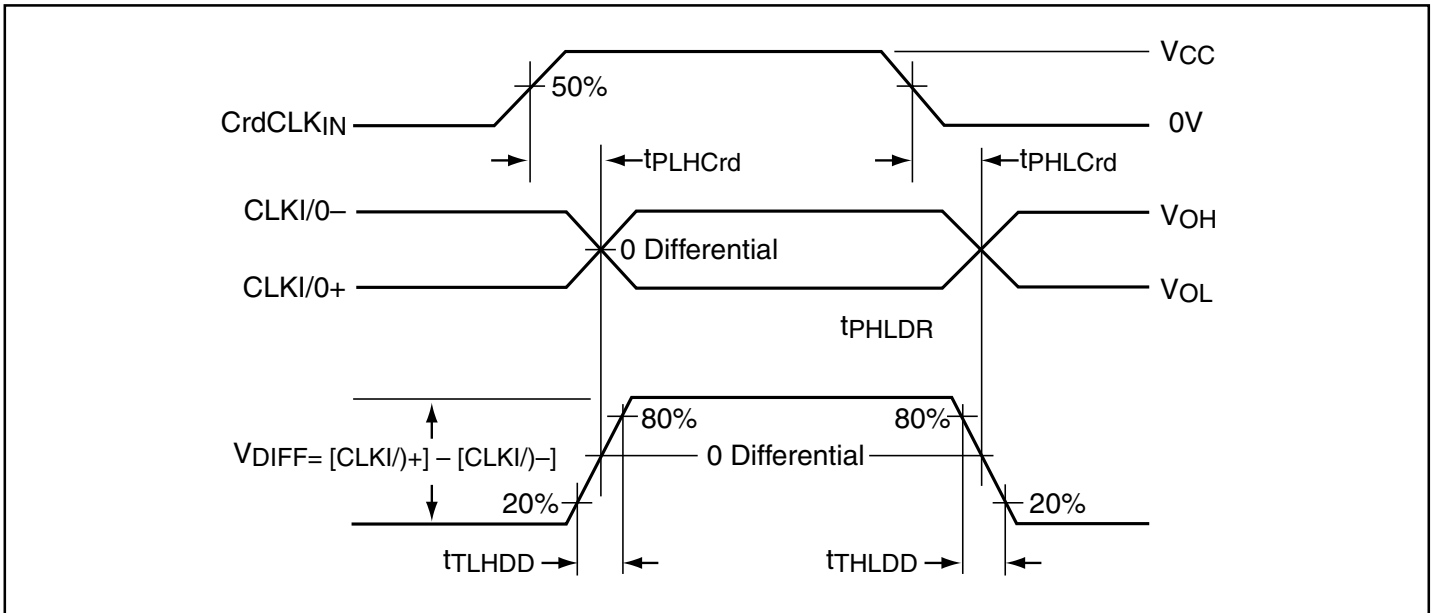 VCC
50%
CrdCLKIN
0V
tPLHCrd
tPHLCrd
CLKI/0–
VOH
0 Differential
CLKI/0+
VOL
tPHLDR
80%
80%
VDIFF= [CLKI/)+] – [CLKI/)–]
0 Differential
20%
20%
tTLHDD
tTHLDD